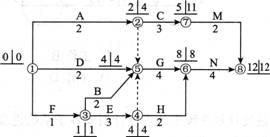 2 | 4
5 | 11
A
2
②
C
3
⑦
M
2
0 | 0
4 | 4
8 | 8
12 | 12
①
D
2
⑤
G
4
⑥
N
4
⑧
B
2
F
1
③
E
3
④
H
2
1 | 1
4 | 4